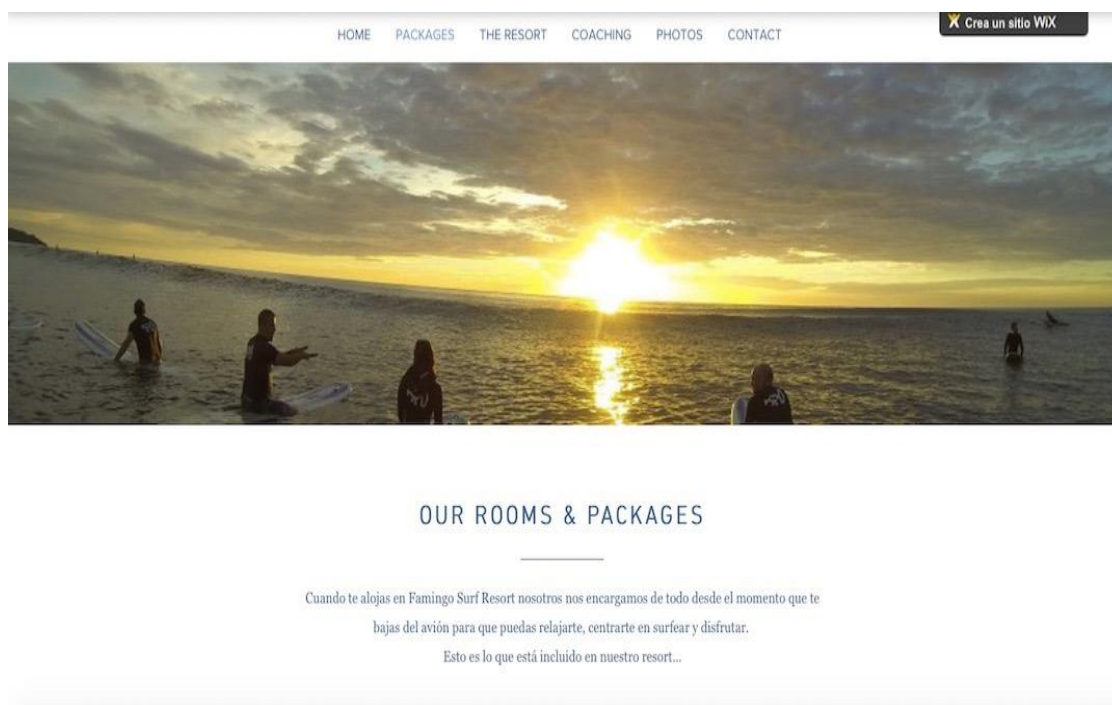 HOME PACKAGES THE RESORT COACHING PHOTOS CONTACT
Crea un sitio WiX
OUR ROOMS & PACKAGES
Cuando te alojas en Famingo Surf Resort nosotros nos encargamos de todo desde el momento que te
bajas del avión para que puedas relajarte, centrarte en surfear y disfrutar.
Esto es lo que está incluido en nuestro resort...